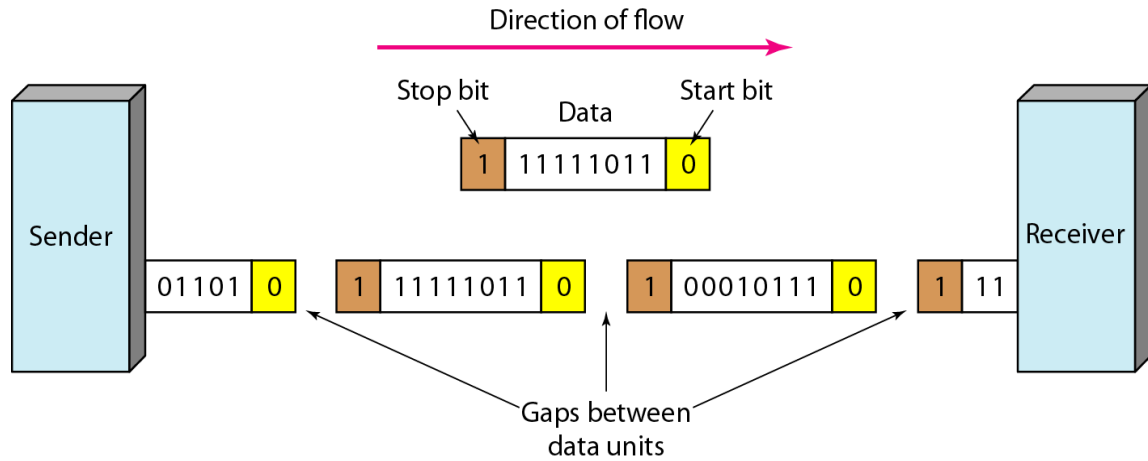 Direction of flow
Stop bit
Data
Start bit
1 11111011 0
Sender
Receiver
01101 0
1 11111011 0
1 00010111 0
1 11
Gaps between
data units